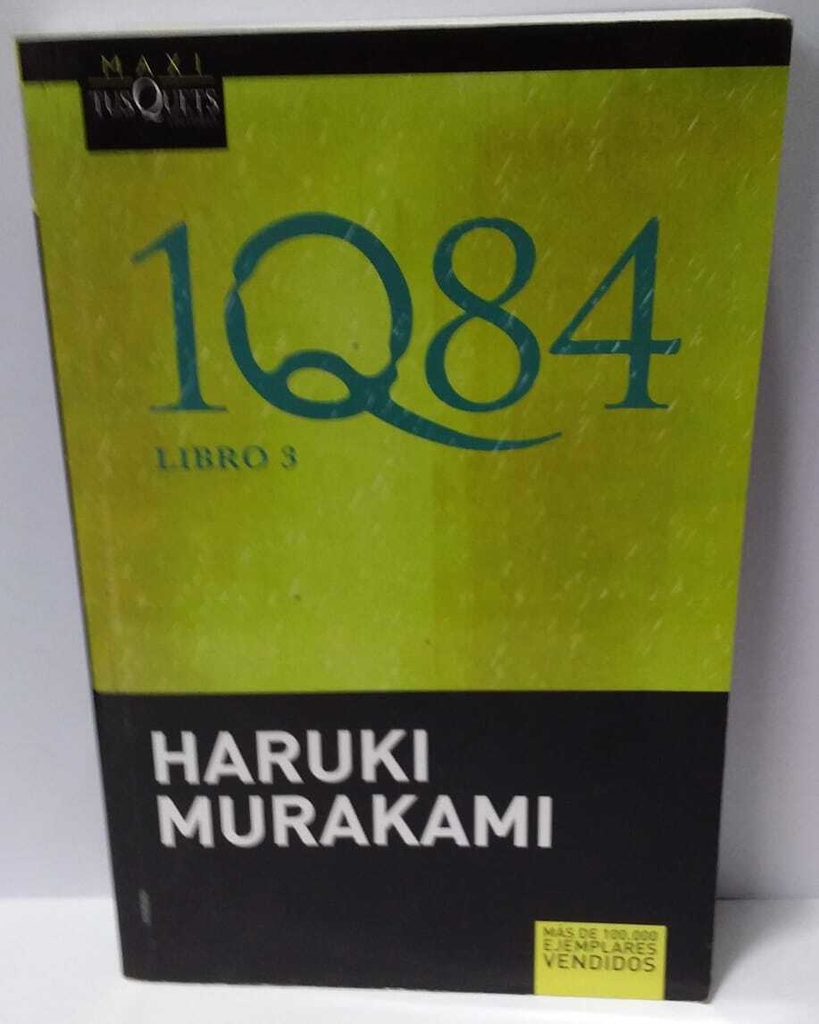 MAXI
TUSQUETS
1Q84
LIBRO 3
HARUKI
MURAKAMI
MÁS DE 100.000
EJEMPLARES
VENDIDOS